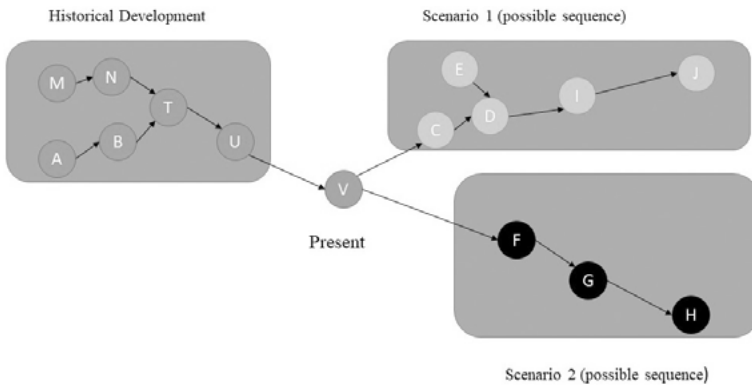 Historical Development
Scenario 1 (possible sequence)
M
N
T
A
B
U
V
Present
E
C
D
I
J
F
G
H
Scenario 2 (possible sequence)